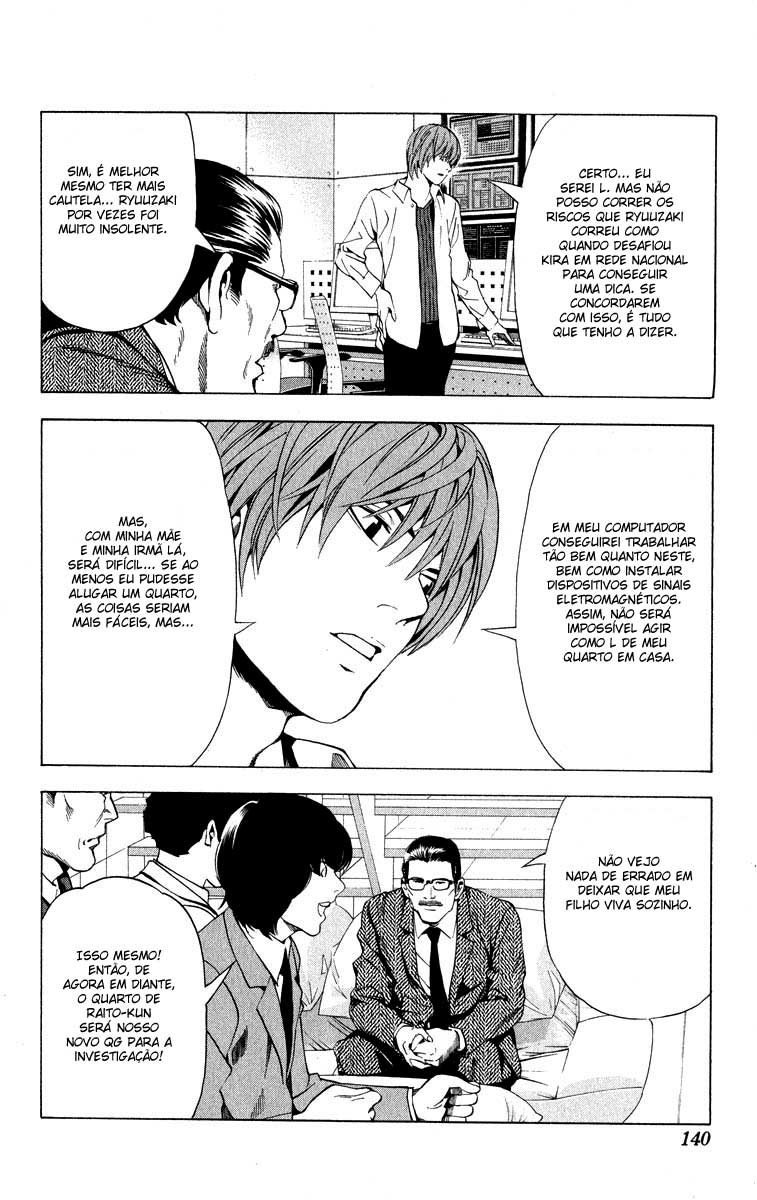 CERTO... EU
SEREI L. MAS NÃO
POSSO CORRER OS
RISCOS QUE RYUUZAKI
CORREU COMO
QUANDO DESAFIOU
KIRA EM REDE NACIONAL
PARA CONSEGUIR
UMA DICA. SE
CONCORDAREM
COM ISSO, É TUDO
QUE TENHO A DIZER.
SIM, É MELHOR
MESMO TER MAIS
CAUTELA... RYUUZAKI
POR VEZES FOI
MUITO INSOLENTE.
EM MEU COMPUTADOR
CONSEGUIREI TRABALHAR
TÃO BEM QUANTO NESTE,
BEM COMO INSTALAR
DISPOSITIVOS DE SINAIS
ELETROMAGNÉTICOS.
ASSIM, NÃO SERÁ
IMPOSSÍVEL AGIR
COMO L DE MEU
QUARTO EM CASA.
MAS,
COM MINHA MÃE
E MINHA IRMÃ LÁ,
SERÁ DIFÍCIL... SE AO
MENOS EU PUDESSE
ALUGAR UM QUARTO,
AS COISAS SERIAM
MAIS FÁCEIS, MAS...
NÃO VEJO
NADA DE ERRADO EM
DEIXAR QUE MEU
FILHO VIVA SOZINHO.
ISSO MESMO!
ENTÃO, DE
AGORA EM DIANTE,
O QUARTO DE
RAITO-KUN
SERÁ NOSSO
NOVO QG PARA A
INVESTIGAÇÃO!
140